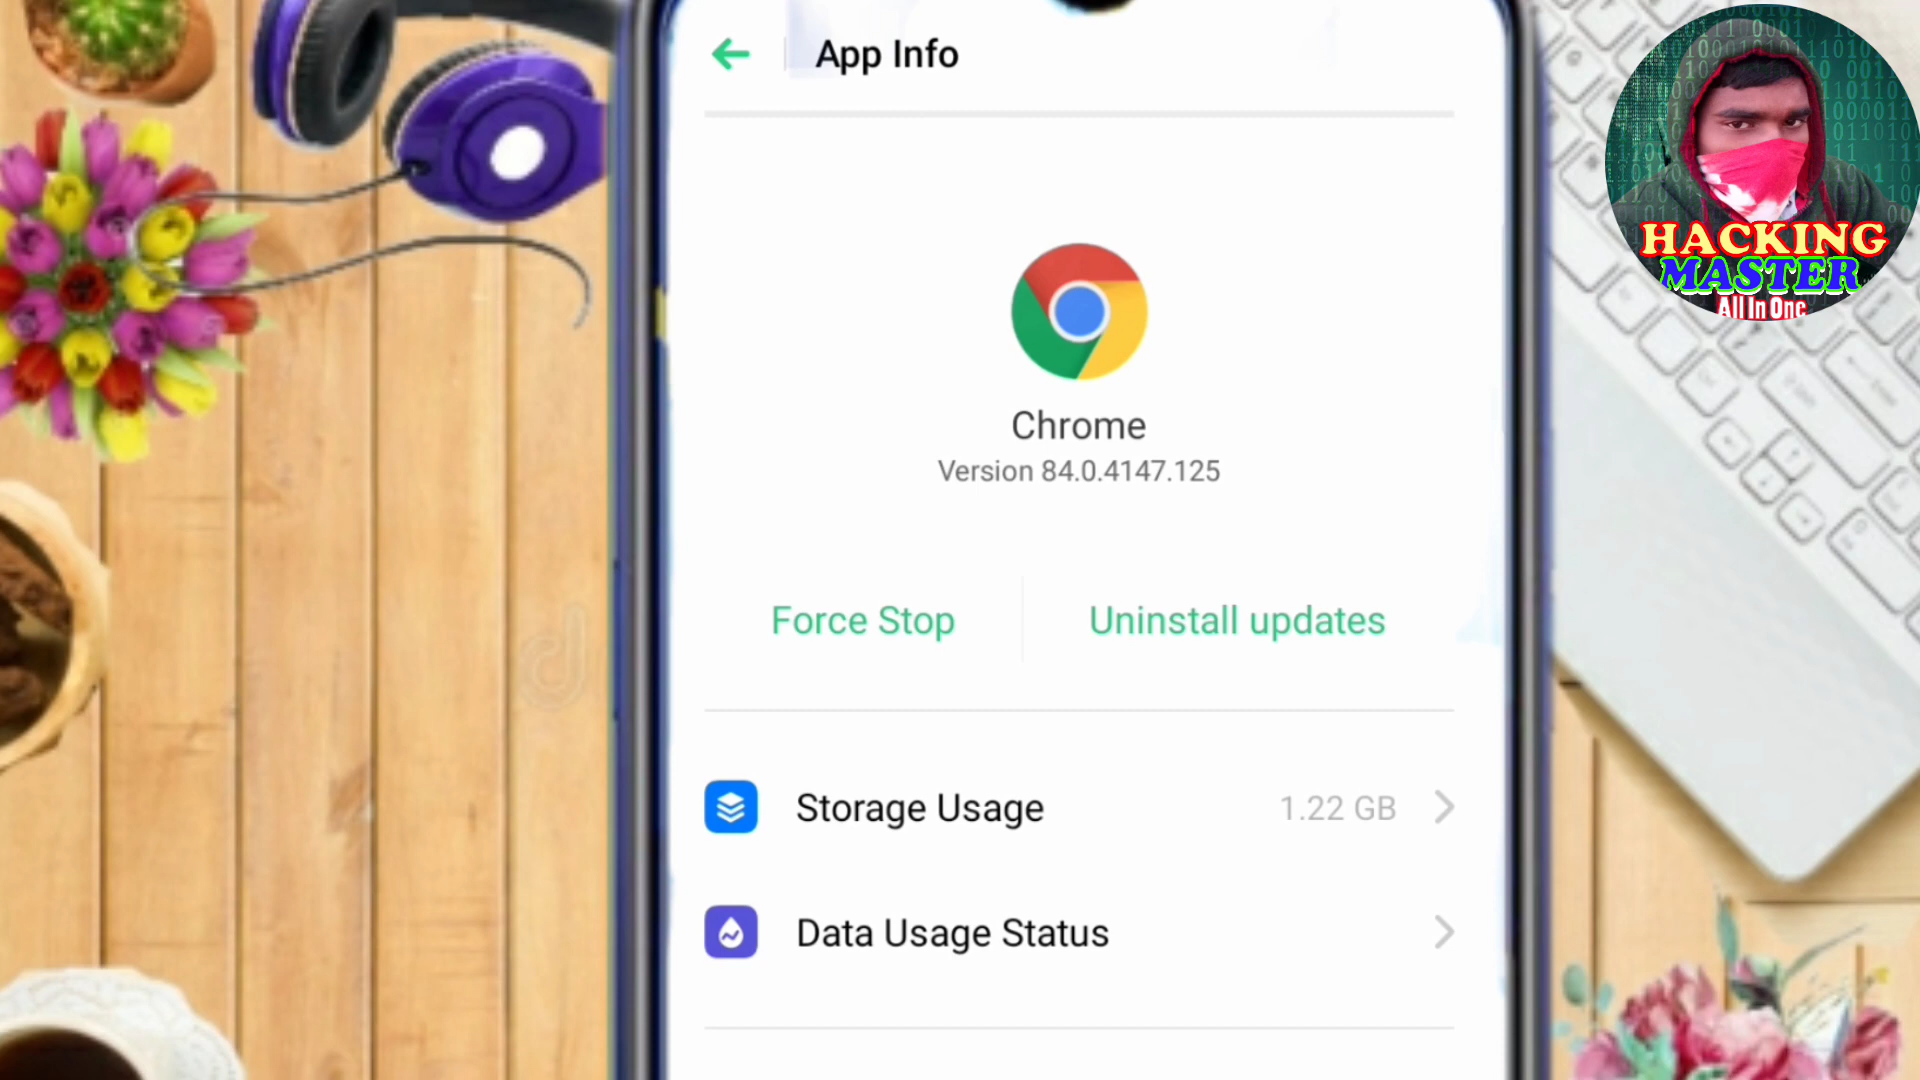 App Info
Chrome
Version 84.0.4147.125
Force Stop
Uninstall updates
Storage Usage
1.22 GB
Data Usage Status
HACKING
MASTER
All In One